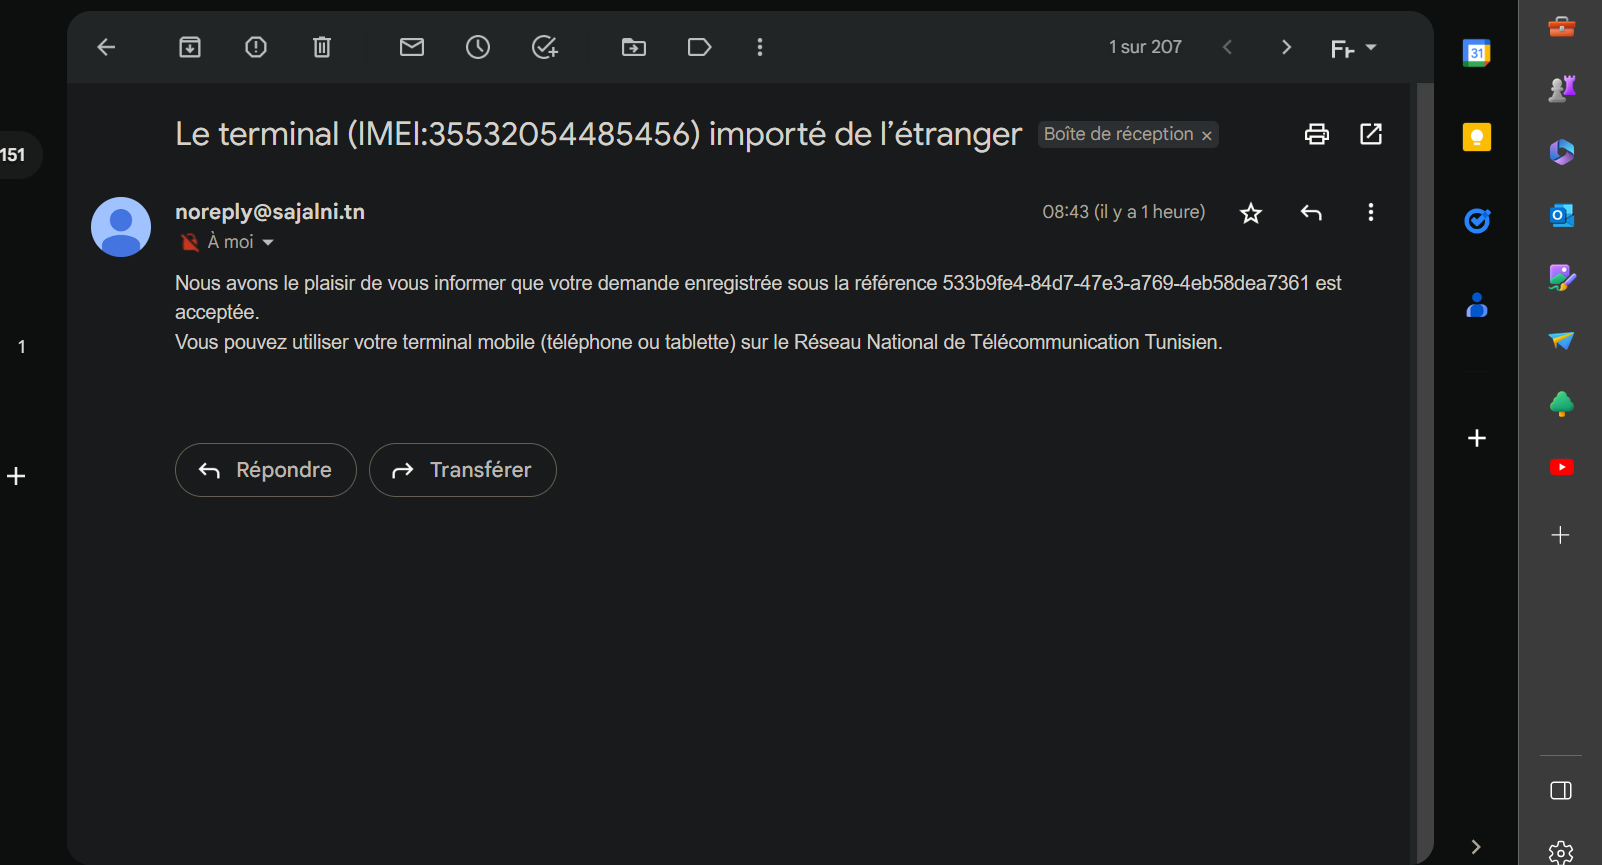 1 sur 207
31
Le terminal (IMEI:35532054485456) importé de l’étranger Boîte de réception ×
151
noreply@sajalni.tn 08:43 (il y a 1 heure)
À moi
Nous avons le plaisir de vous informer que votre demande enregistrée sous la référence 533b9fe4-84d7-47e3-a769-4eb58dea7361 est
acceptée.
Vous pouvez utiliser votre terminal mobile (téléphone ou tablette) sur le Réseau National de Télécommunication Tunisien.
1
Répondre Transférer